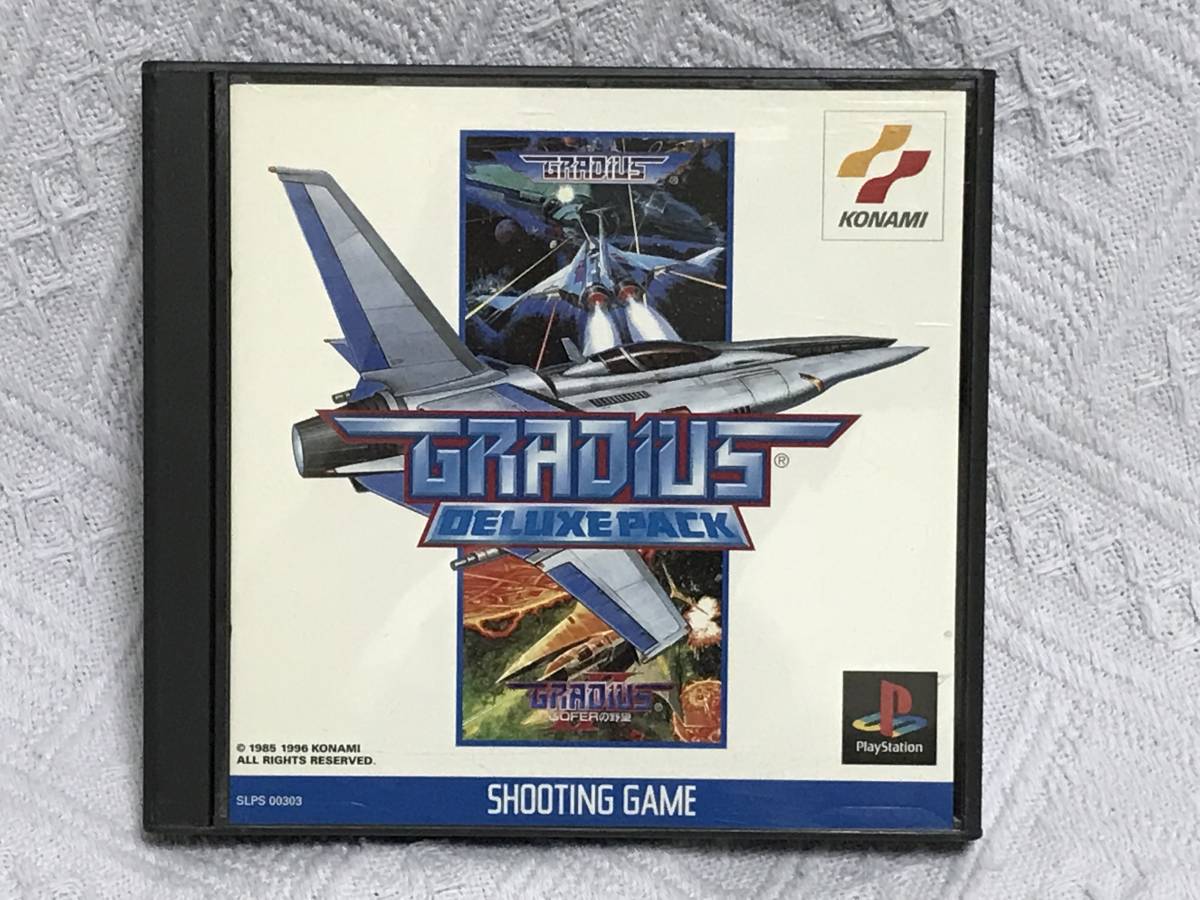 GRADIUS
®
KONAMI
GRADIUS®
DELUXE PACK
II
GRADIUS®
GOFERの野望
PlayStation
© 1985 1996 KONAMI
ALL RIGHTS RESERVED.
SLPS 00303
SHOOTING GAME